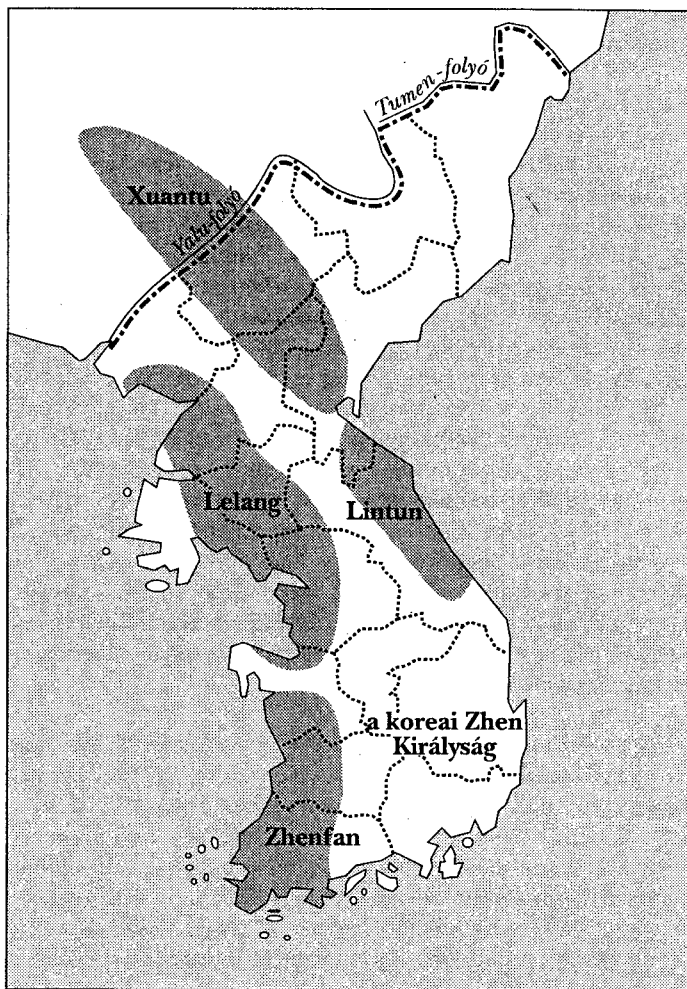 Tumen-folyó
Xuantu
Yalu-folyó
Lelang
Lintun
a koreai Zhen
Királyság
Zhenfan